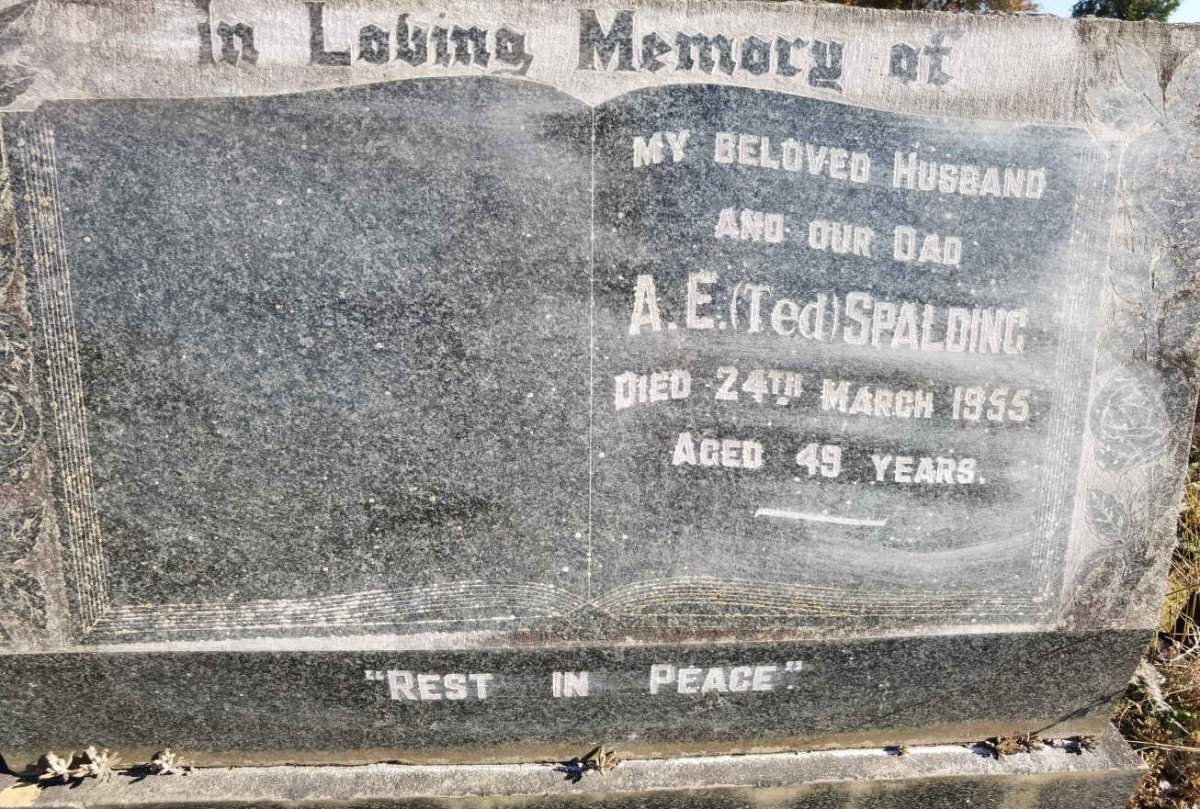 In Loving Memory of
MY BELOVED HUSBAND
AND OUR DAD
A. E. (Ted) SPALDING
DIED 24TH MARCH 1955
AGED 49 YEARS.
"REST IN PEACE"